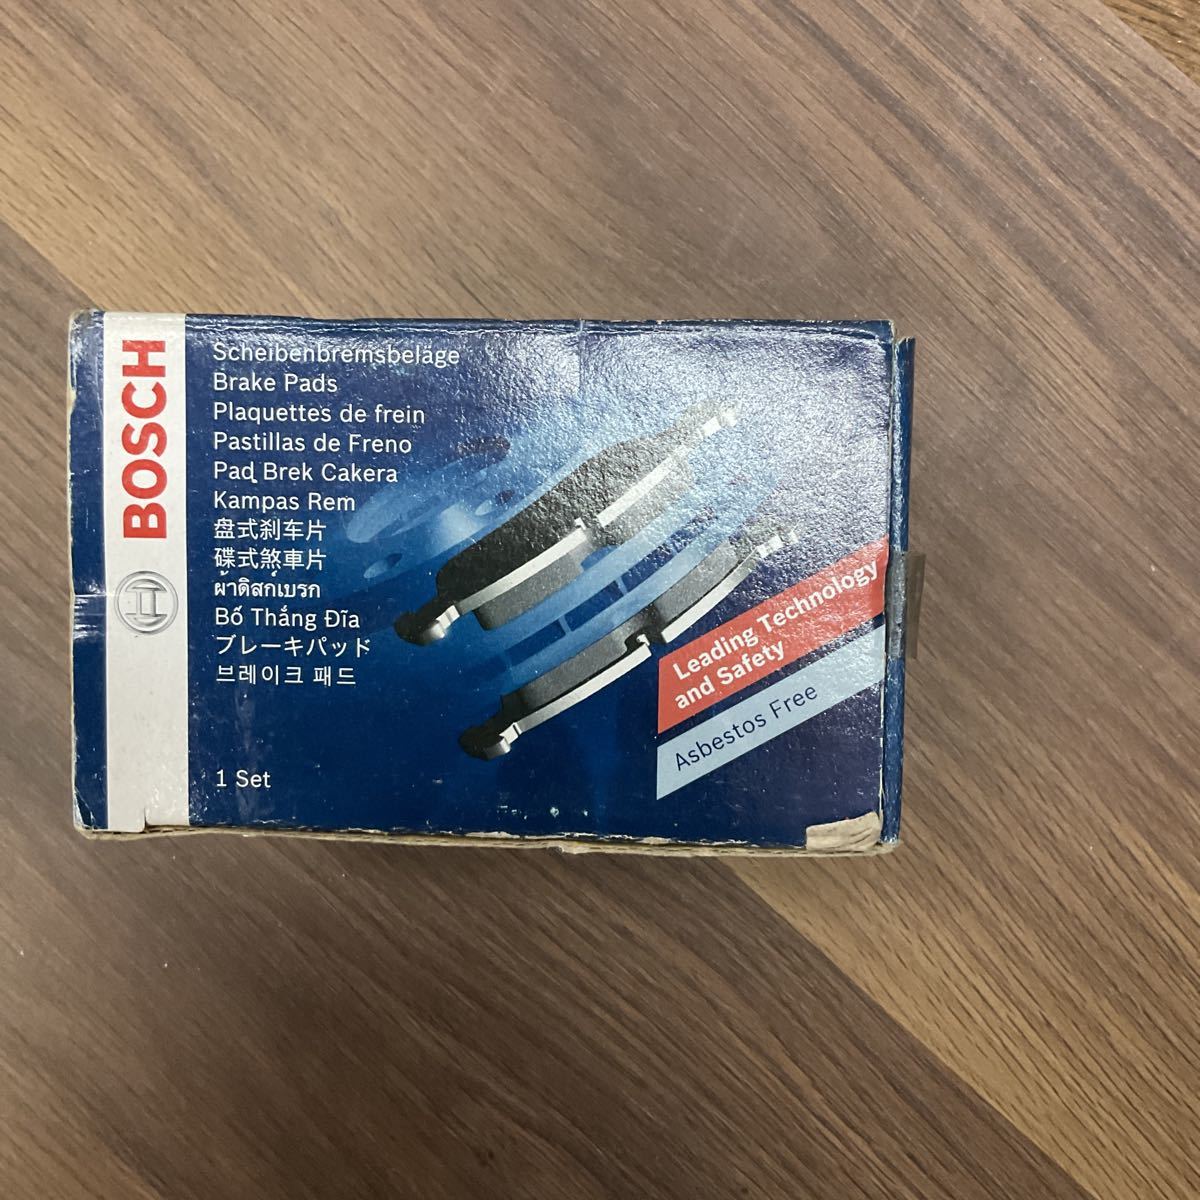 BOSCH
Scheibenbremsbeläge
Brake Pads
Plaquettes de frein
Pastillas de Freno
Pad Brek Cakera
Kampas Rem
盘式刹车片
碟式煞車片
ผ้าดิสก์เบรก
Bố Thắng Đĩa
ブレーキパッド
브레이크 패드
1 Set
Leading Technology
and Safety
Asbestos Free